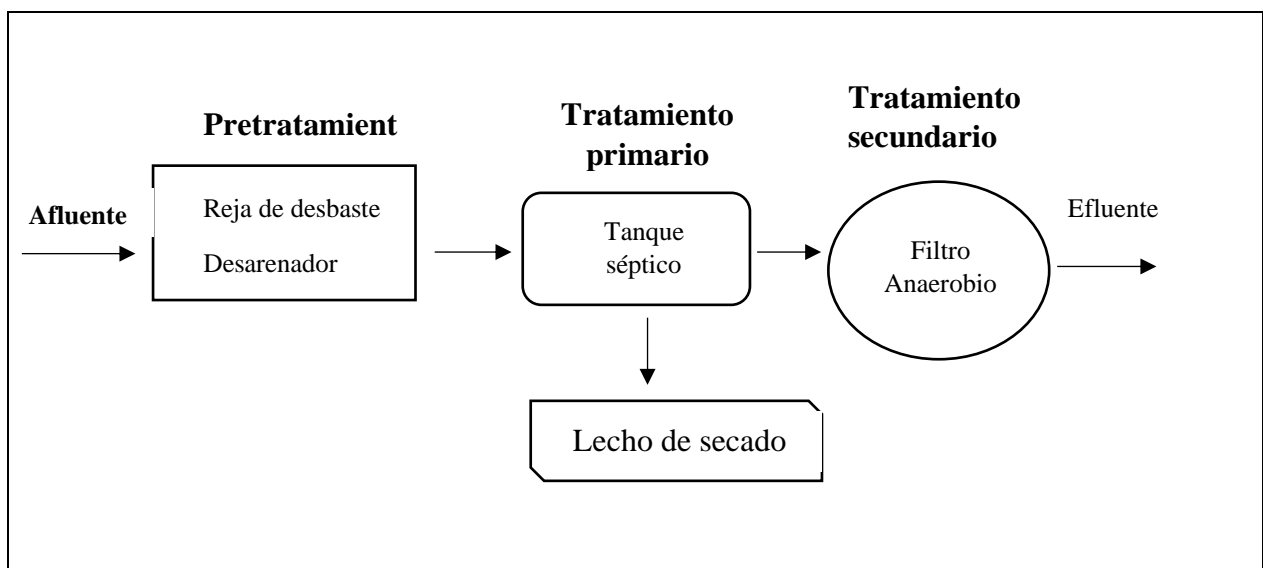 Pretratamient
Tratamiento
primario
Tratamiento
secundario
Afluente
Reja de desbaste
Desarenador
Tanque
séptico
Filtro
Anaerobio
Efluente
Lecho de secado